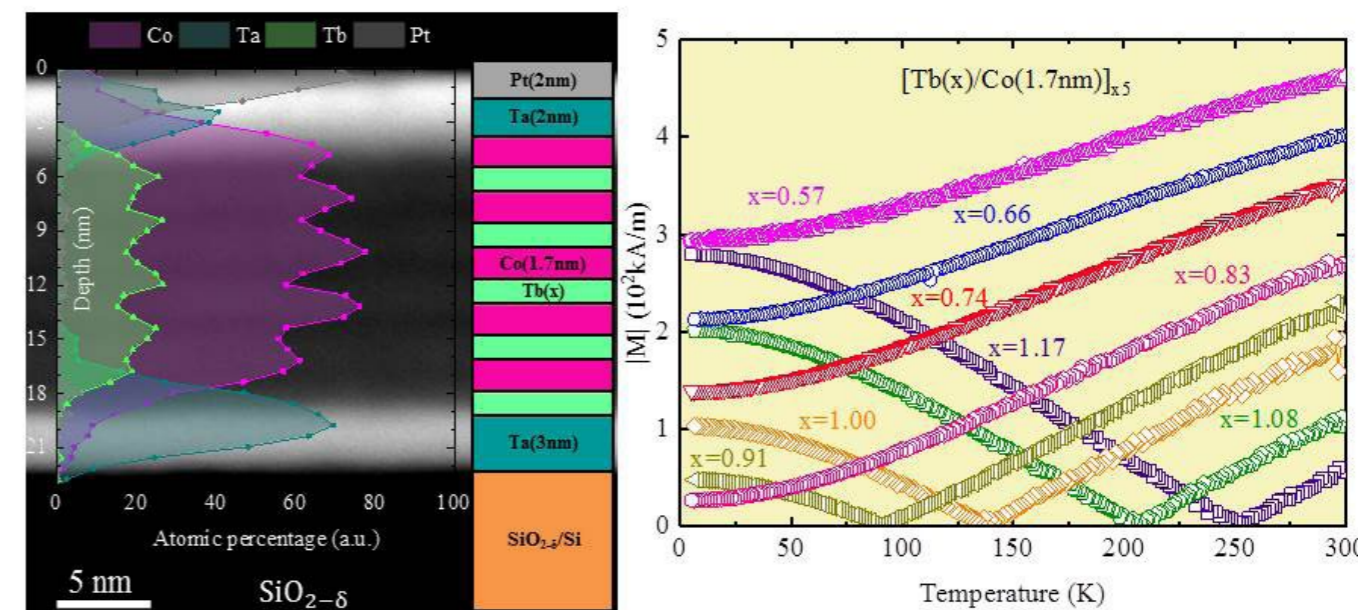 Co Ta Tb Pt
0
3
6
9
12
15
18
21
Depth (nm)
0 20 40 60 80 100
Atomic percentage (a.u.)
5 nm
SiO₂₋δ
Pt(2nm)
Ta(2nm)
Co(1.7nm)
Tb(x)
Ta(3nm)
SiO₂₋δ/Si
5
4
3
2
1
0
|M| (10²kA/m)
[Tb(x)/Co(1.7nm)]ₓ₅
x=0.57
x=0.66
x=0.83
x=0.74
x=1.17
x=1.00
x=1.08
x=0.91
0 50 100 150 200 250 300
Temperature (K)